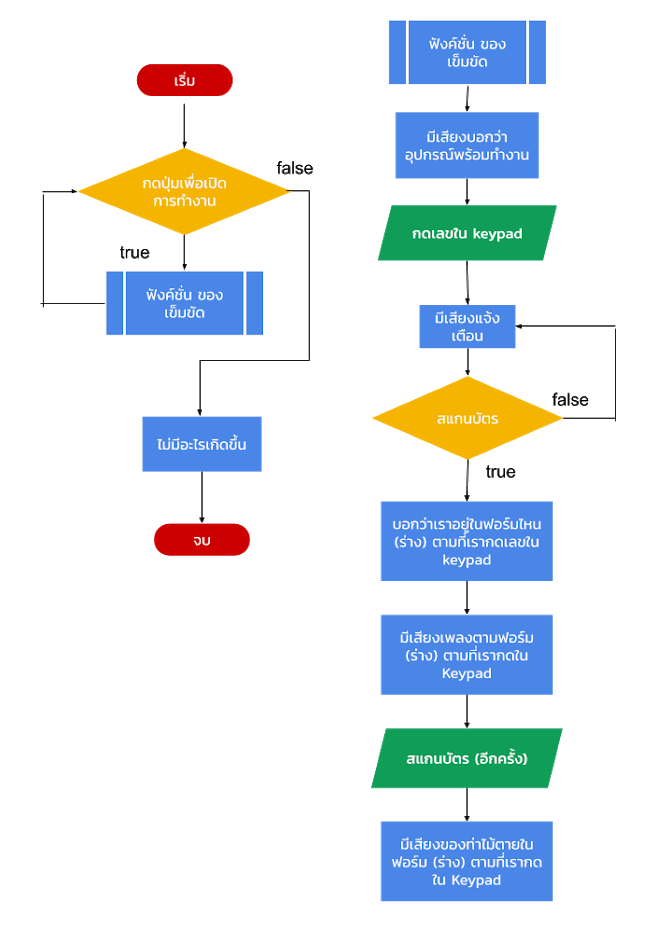 เริ่ม
กดปุ่มเพื่อเปิด
การทำงาน
false
true
ฟังค์ชั่น ของ
เข็มขัด
ไม่มีอะไรเกิดขึ้น
จบ
ฟังค์ชั่น ของ
เข็มขัด
มีเสียงบอกว่า
อุปกรณ์พร้อมทำงาน
กดเลขใน keypad
มีเสียงแจ้ง
เตือน
สแกนบัตร
false
true
บอกว่าเราอยู่ในฟอร์มไหน
(ร่าง) ตามที่เรากดเลขใน
keypad
มีเสียงเพลงตามฟอร์ม
(ร่าง) ตามที่เรากดใน
Keypad
สแกนบัตร (อีกครั้ง)
มีเสียงของท่าไม้ตายใน
ฟอร์ม (ร่าง) ตามที่เรากด
ใน Keypad